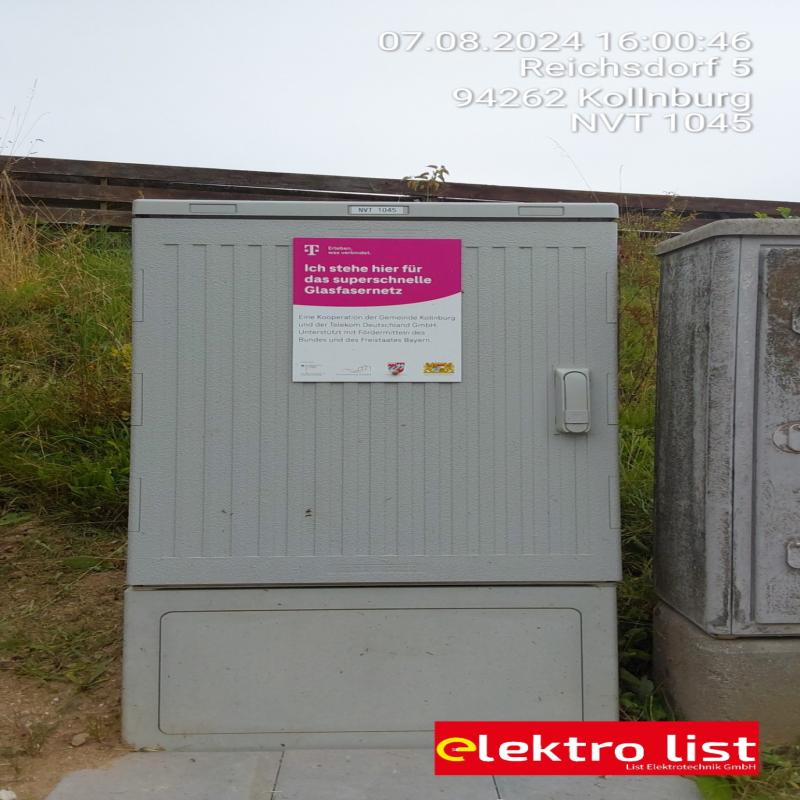 07.08.2024 16:00:46
Reichsdorf 5
94262 Kollnburg
NVT 1045
NVT 1045
T Erleben,
was verbindet.
Ich stehe hier für
das superschnelle
Glasfasernetz
Eine Kooperation der Gemeinde Kollnburg
und der Telekom Deutschland GmbH.
Unterstützt mit Fördermitteln des
Bundes und des Freistaates Bayern.
elektro list
List Elektrotechnik GmbH